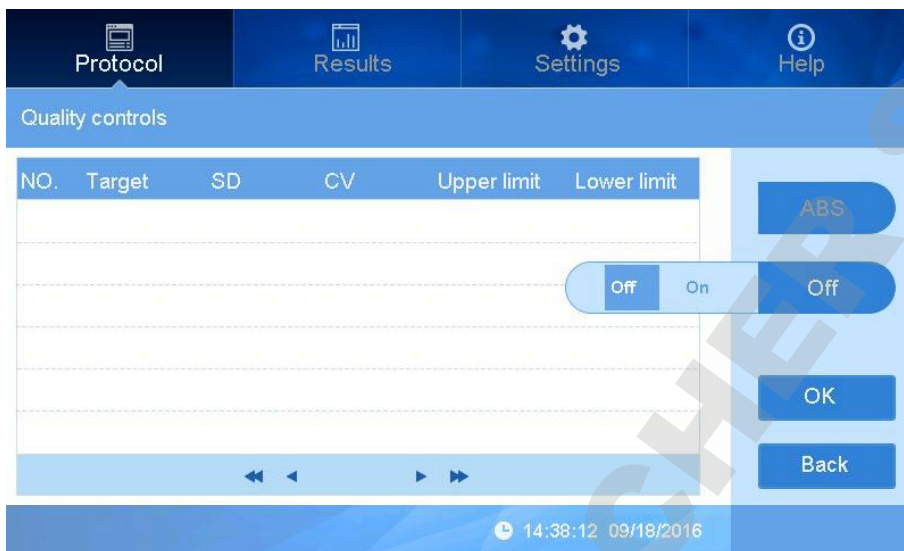 Protocol Results Settings Help
Quality controls
NO. Target SD CV Upper limit Lower limit
ABS
Off On Off
OK
Back
14:38:12 09/18/2016
CHER